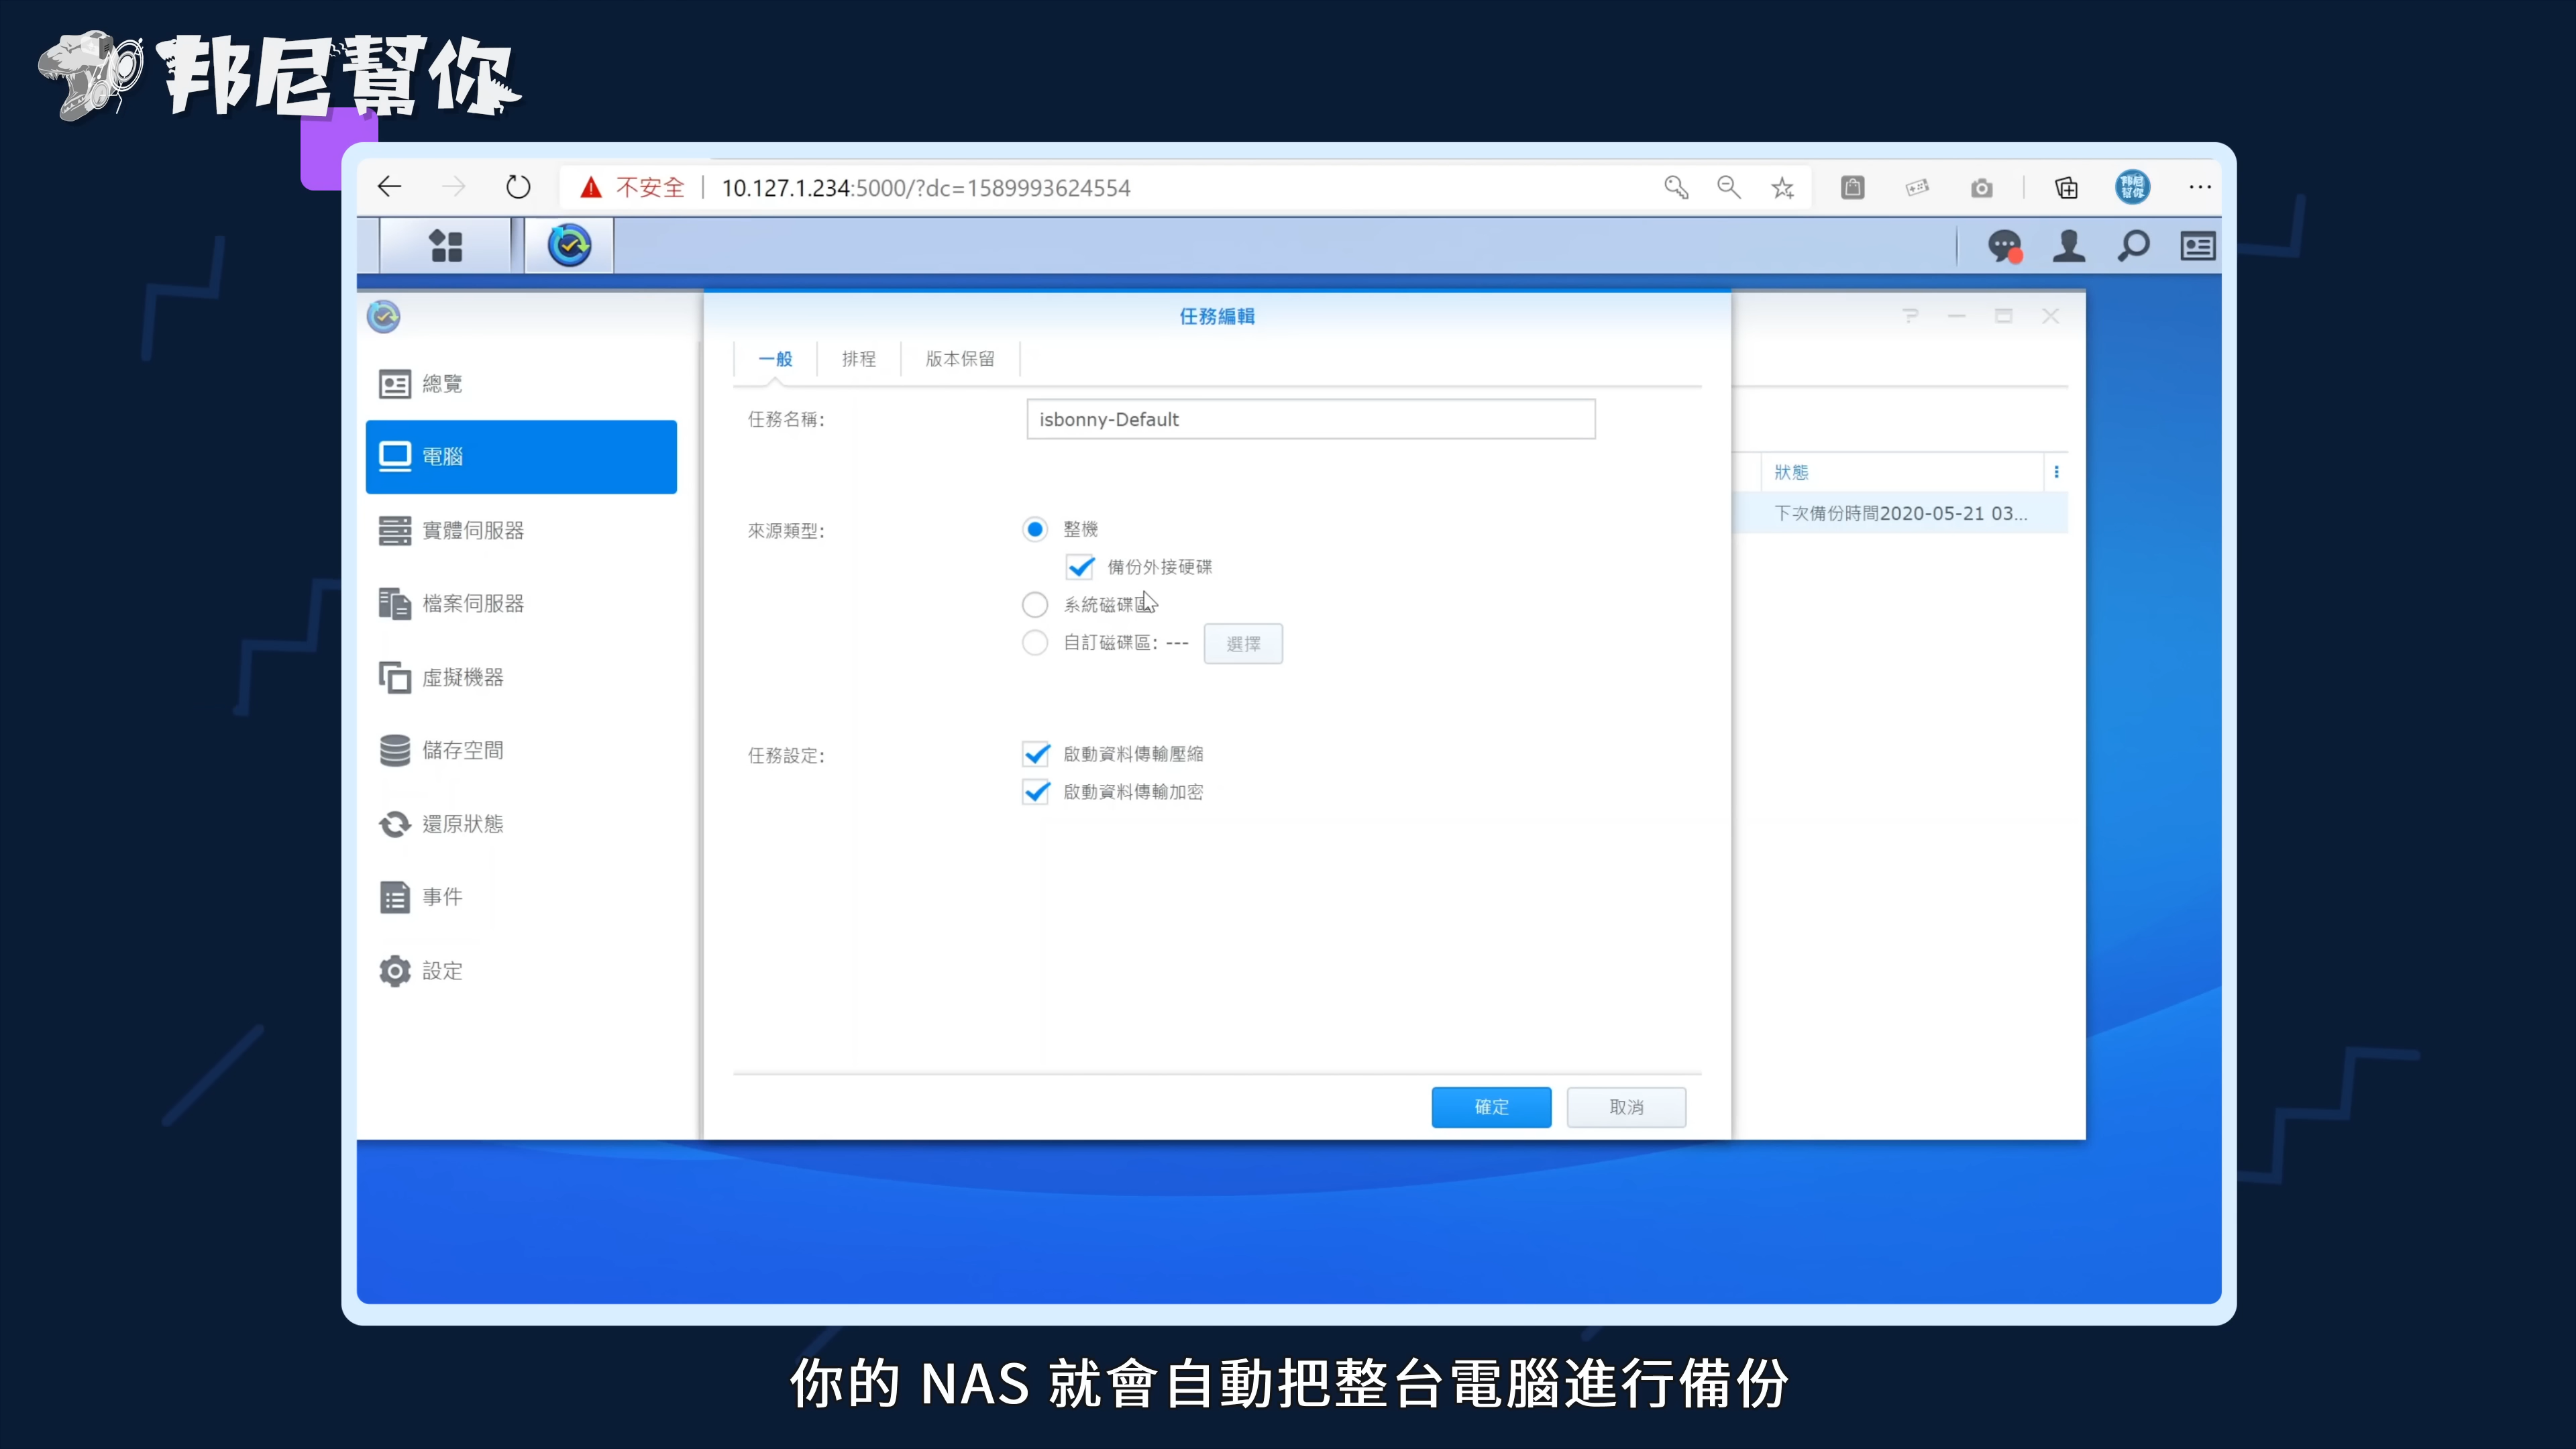 邦尼幫你
不安全 | 10.127.1.234:5000/?dc=1589993624554
邦尼幫你
任務編輯
總覽
電腦
實體伺服器
檔案伺服器
虛擬機器
儲存空間
還原狀態
事件
設定
一般 排程 版本保留
任務名稱: isbonny-Default
來源類型: 整機
備份外接硬碟
系統磁碟區
自訂磁碟區: --- 選擇
任務設定: 啟動資料傳輸壓縮
啟動資料傳輸加密
確定 取消
狀態
下次備份時間2020-05-21 03...
你的 NAS 就會自動把整台電腦進行備份